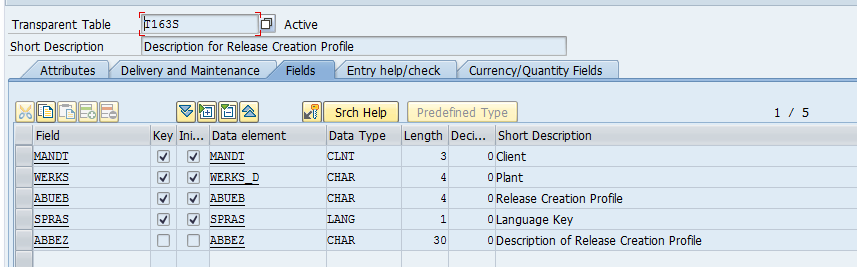 Transparent Table T163S Active
Short Description Description for Release Creation Profile
Attributes Delivery and Maintenance Fields Entry help/check Currency/Quantity Fields
Srch Help Predefined Type 1 / 5
Field Key Ini... Data element Data Type Length Deci... Short Description
MANDT MANDT CLNT 3 0 Client
WERKS WERKS_D CHAR 4 0 Plant
ABUEB ABUEB CHAR 4 0 Release Creation Profile
SPRAS SPRAS LANG 1 0 Language Key
ABBEZ ABBEZ CHAR 30 0 Description of Release Creation Profile